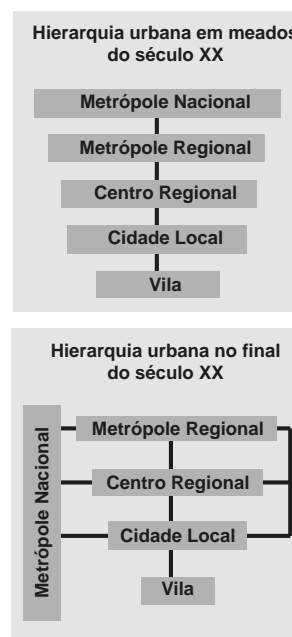 Hierarquia urbana em meados
do século XX
Metrópole Nacional
Metrópole Regional
Centro Regional
Cidade Local
Vila
Hierarquia urbana no final
do século XX
Metrópole Nacional
Metrópole Regional
Centro Regional
Cidade Local
Vila